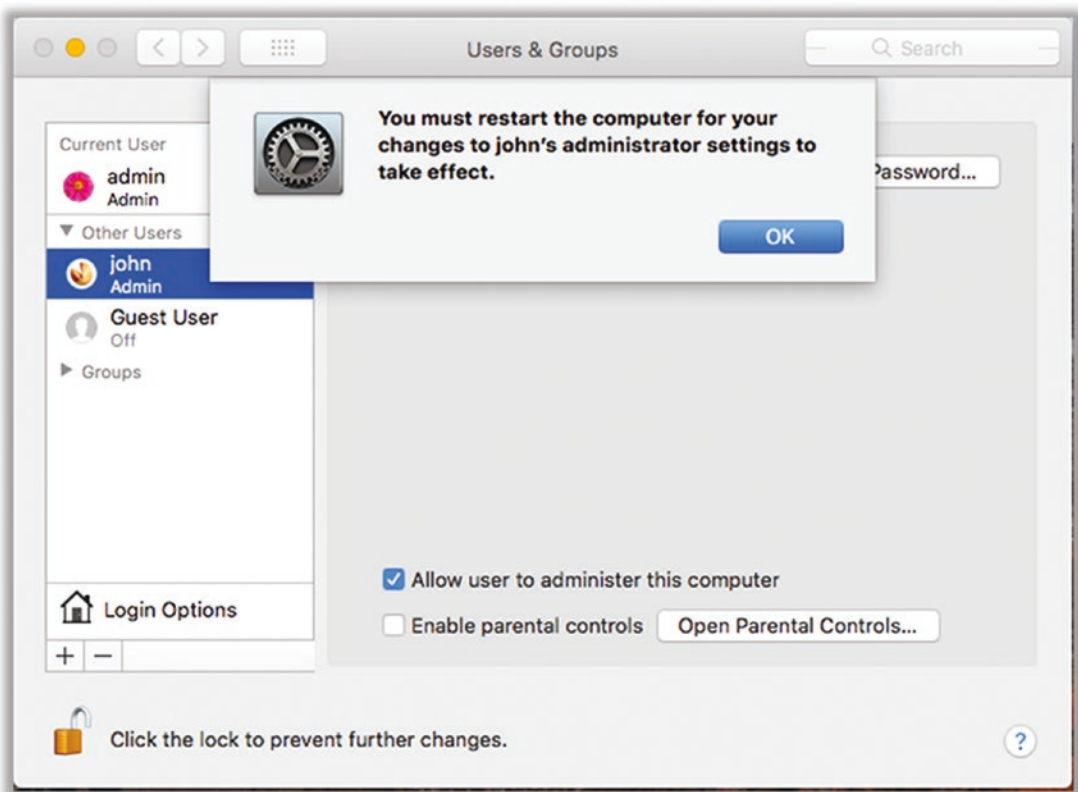 Users & Groups
Search
You must restart the computer for your
changes to john's administrator settings to
take effect.
OK
Current User
admin
Admin
Other Users
john
Admin
Guest User
Off
Groups
Password...
Allow user to administer this computer
Enable parental controls
Open Parental Controls...
Login Options
+ −
Click the lock to prevent further changes.
?